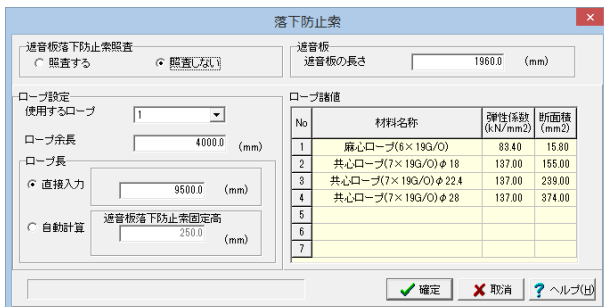 落下防止索
遮音板落下防止索照査
照査する
照査しない
遮音板
遮音板の長さ 1960.0 (mm)
ロープ設定
使用するロープ 1
ロープ余長 4000.0 (mm)
ロープ長
直接入力 9500.0 (mm)
自動計算
遮音板落下防止索固定高
250.0 (mm)
ロープ諸値
No 材料名称 弾性係数 (kN/mm2) 断面積 (mm2)
1 麻心ロープ(6×19G/O) 83.40 15.80
2 共心ロープ(7×19G/O)φ18 137.00 155.00
3 共心ロープ(7×19G/O)φ22.4 137.00 239.00
4 共心ロープ(7×19G/O)φ28 137.00 374.00
5
6
7
確定 取消 ? ヘルプ(H)